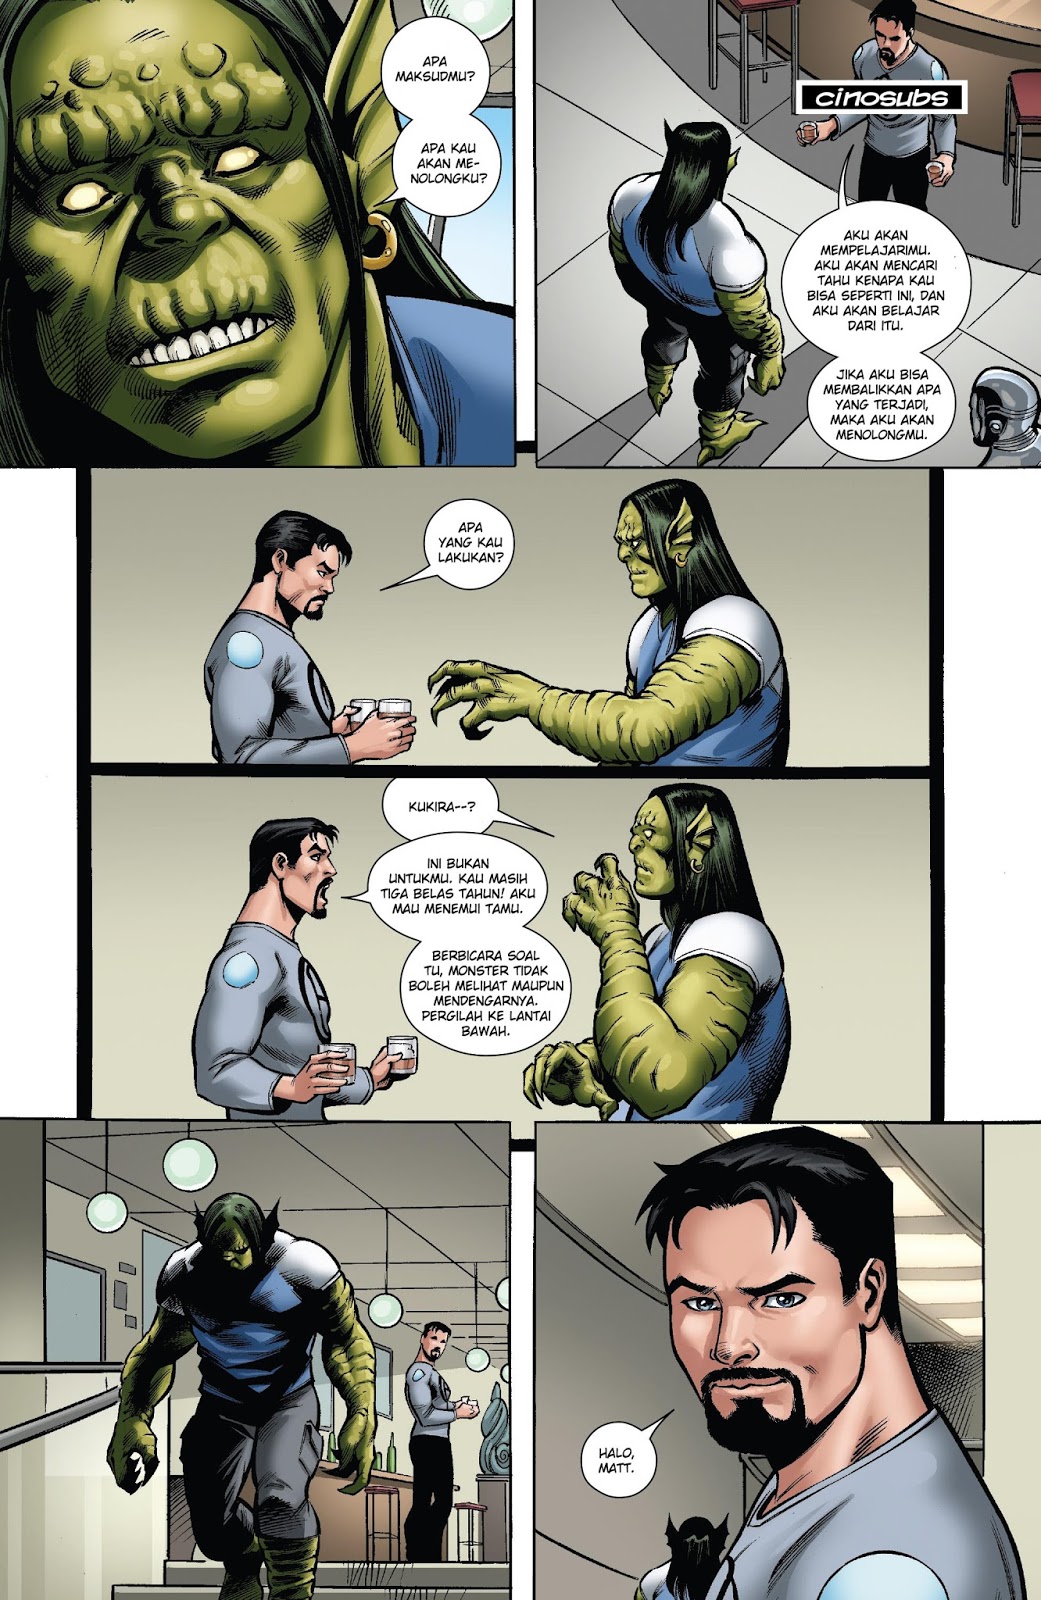 APA
MAKSUDMU?
APA KAU
AKAN ME-
NOLONGKU?
cinosubs
AKU AKAN
MEMPELAJARIMU.
AKU AKAN MENCARI
TAHU KENAPA KAU
BISA SEPERTI INI, DAN
AKU AKAN BELAJAR
DARI ITU.
JIKA AKU BISA
MEMBALIKKAN APA
YANG TERJADI,
MAKA AKU AKAN
MENOLONGMU.
APA
YANG KAU
LAKUKAN?
KUKIRA--?
INI BUKAN
UNTUKMU. KAU MASIH
TIGA BELAS TAHUN! AKU
MAU MENEMUI TAMU.
BERBICARA SOAL
TU, MONSTER TIDAK
BOLEH MELIHAT MAUPUN
MENDENGARNYA.
PERGILAH KE LANTAI
BAWAH.
HALO,
MATT.